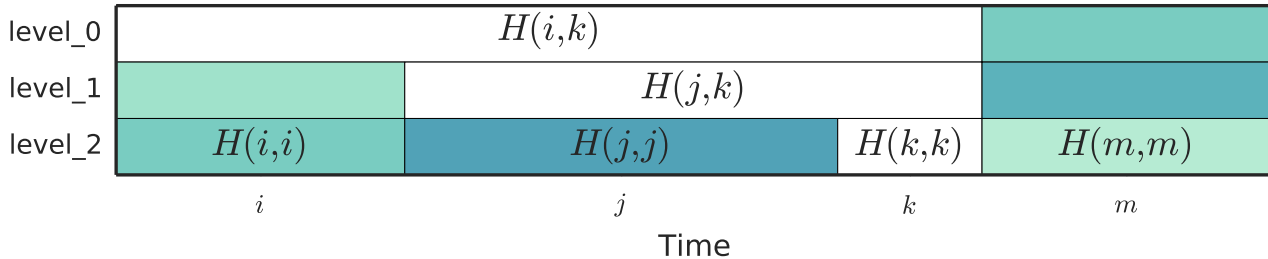 level_0 H(i,k)
level_1 H(j,k)
level_2 H(i,i) H(j,j) H(k,k) H(m,m)
i j k m
Time